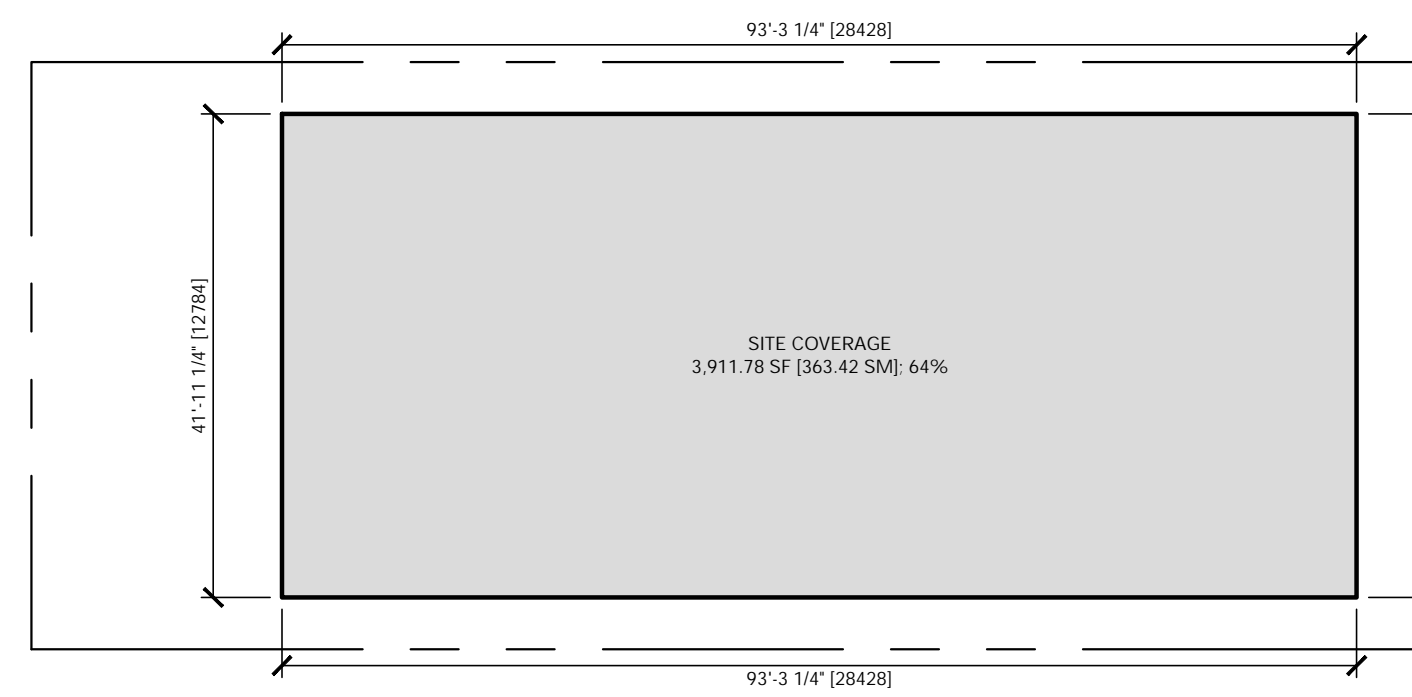 93'-3 1/4" [28428]
41'-11 1/4" [12784]
SITE COVERAGE
3,911.78 SF [363.42 SM]; 64%
93'-3 1/4" [28428]